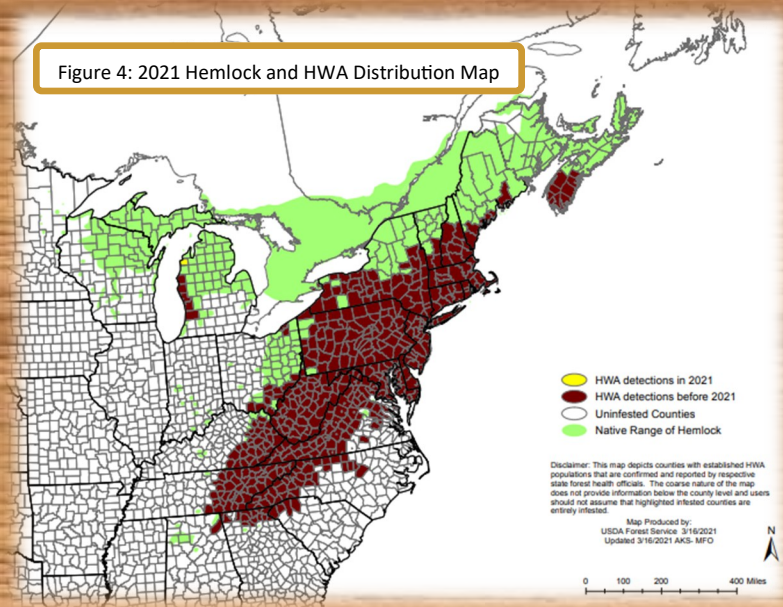 Figure 4: 2021 Hemlock and HWA Distribution Map
HWA detections in 2021
HWA detections before 2021
Uninfested Counties
Native Range of Hemlock
Disclaimer: This map depicts counties with established HWA
populations that are confirmed and reported by respective
state forest health officials. The coarse nature of the map
does not provide information below the county level and users
should not assume that highlighted infested counties are
entirely infested.
Map Produced by:
USDA Forest Service 3/16/2021
Updated 3/16/2021 AKS- MFO
N
0 100 200 400 Miles